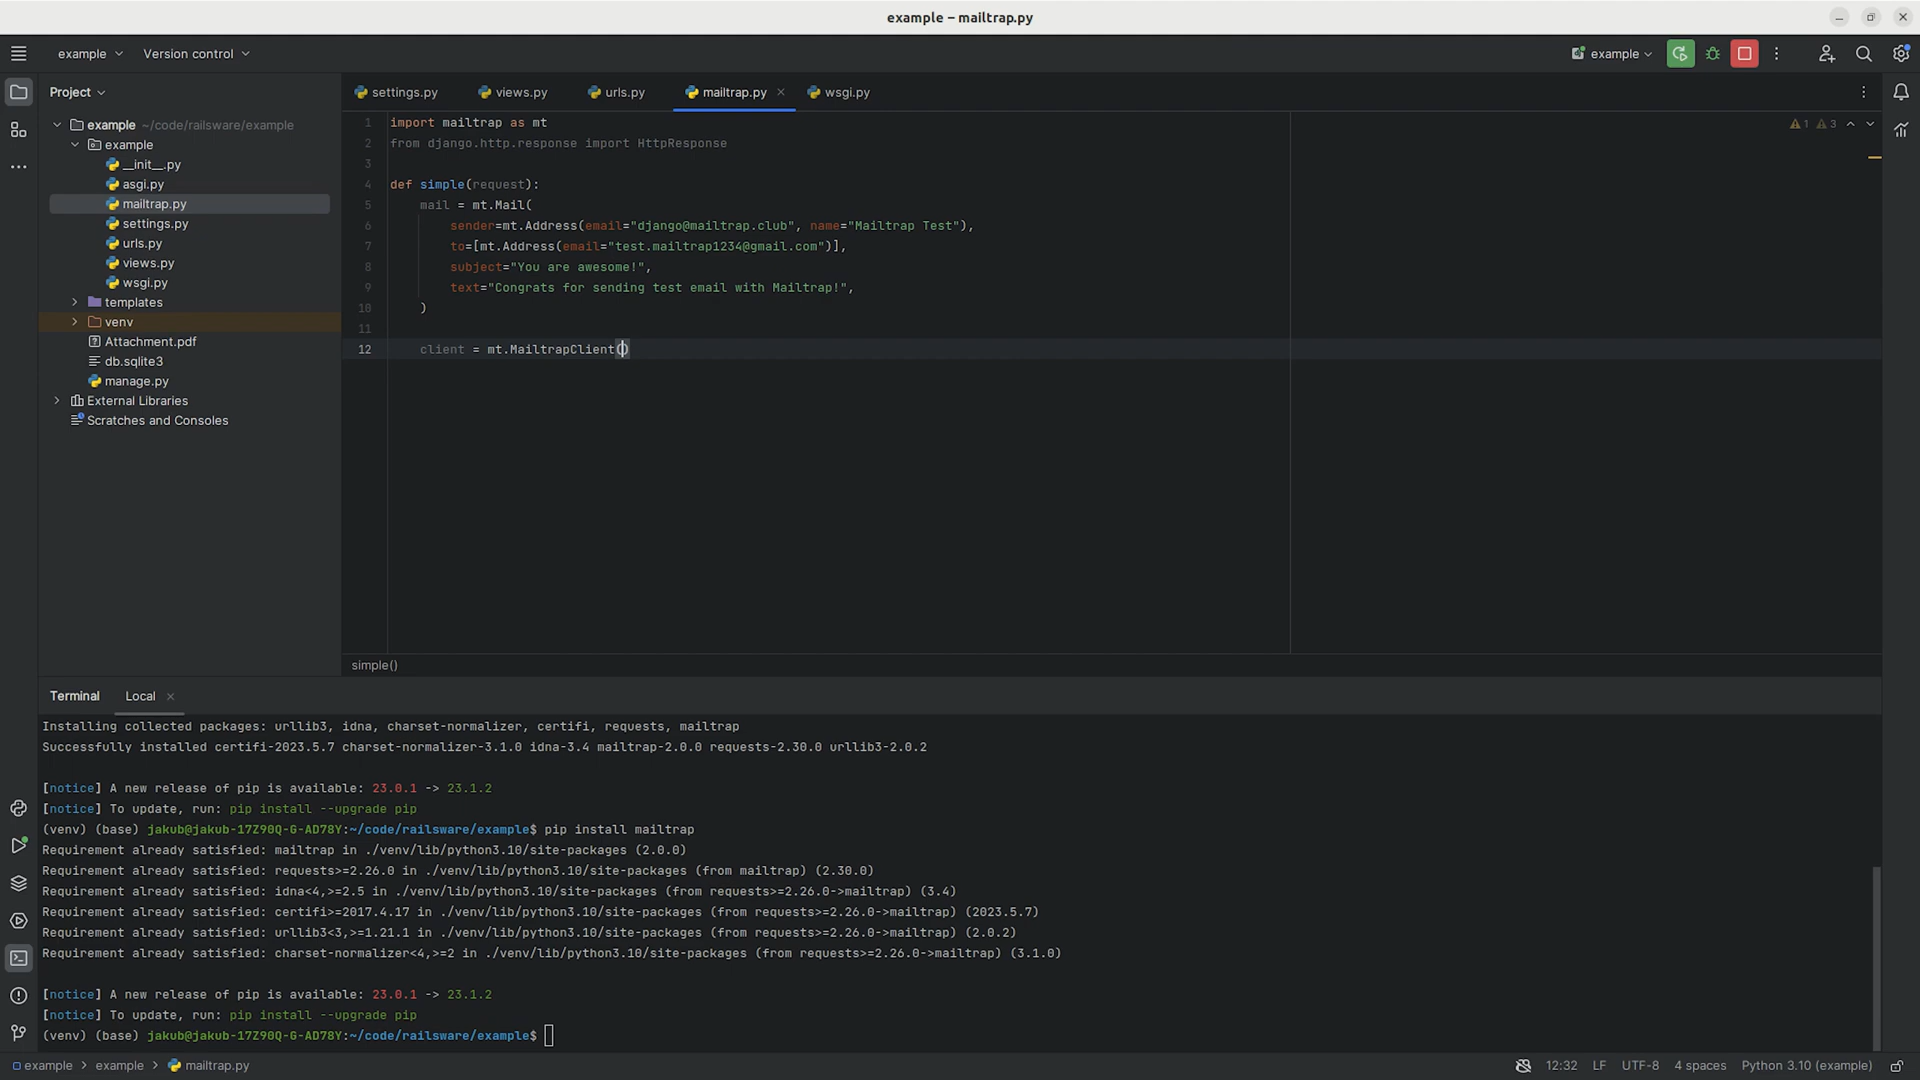 example – mailtrap.py
example
Version control
example
Project
settings.py
views.py
urls.py
mailtrap.py
wsgi.py
example ~/code/railsware/example
example
__init__.py
asgi.py
mailtrap.py
settings.py
urls.py
views.py
wsgi.py
templates
venv
Attachment.pdf
db.sqlite3
manage.py
External Libraries
Scratches and Consoles
1 3
1 import mailtrap as mt
2 from django.http.response import HttpResponse
3
4 def simple(request):
5 mail = mt.Mail(
6 sender=mt.Address(email="django@mailtrap.club", name="Mailtrap Test"),
7 to=[mt.Address(email="test.mailtrap1234@gmail.com")],
8 subject="You are awesome!",
9 text="Congrats for sending test email with Mailtrap!",
10 )
11
12 client = mt.MailtrapClient()
simple()
Terminal Local
Installing collected packages: urllib3, idna, charset-normalizer, certifi, requests, mailtrap
Successfully installed certifi-2023.5.7 charset-normalizer-3.1.0 idna-3.4 mailtrap-2.0.0 requests-2.30.0 urllib3-2.0.2
[notice] A new release of pip is available: 23.0.1 -> 23.1.2
[notice] To update, run: pip install --upgrade pip
(venv) (base) jakub@jakub-17Z90Q-G-AD78Y:~/code/railsware/example$ pip install mailtrap
Requirement already satisfied: mailtrap in ./venv/lib/python3.10/site-packages (2.0.0)
Requirement already satisfied: requests>=2.26.0 in ./venv/lib/python3.10/site-packages (from mailtrap) (2.30.0)
Requirement already satisfied: idna<4,>=2.5 in ./venv/lib/python3.10/site-packages (from requests>=2.26.0->mailtrap) (3.4)
Requirement already satisfied: certifi>=2017.4.17 in ./venv/lib/python3.10/site-packages (from requests>=2.26.0->mailtrap) (2023.5.7)
Requirement already satisfied: urllib3<3,>=1.21.1 in ./venv/lib/python3.10/site-packages (from requests>=2.26.0->mailtrap) (2.0.2)
Requirement already satisfied: charset-normalizer<4,>=2 in ./venv/lib/python3.10/site-packages (from requests>=2.26.0->mailtrap) (3.1.0)
[notice] A new release of pip is available: 23.0.1 -> 23.1.2
[notice] To update, run: pip install --upgrade pip
(venv) (base) jakub@jakub-17Z90Q-G-AD78Y:~/code/railsware/example$
example > example > mailtrap.py
12:32 LF UTF-8 4 spaces Python 3.10 (example)